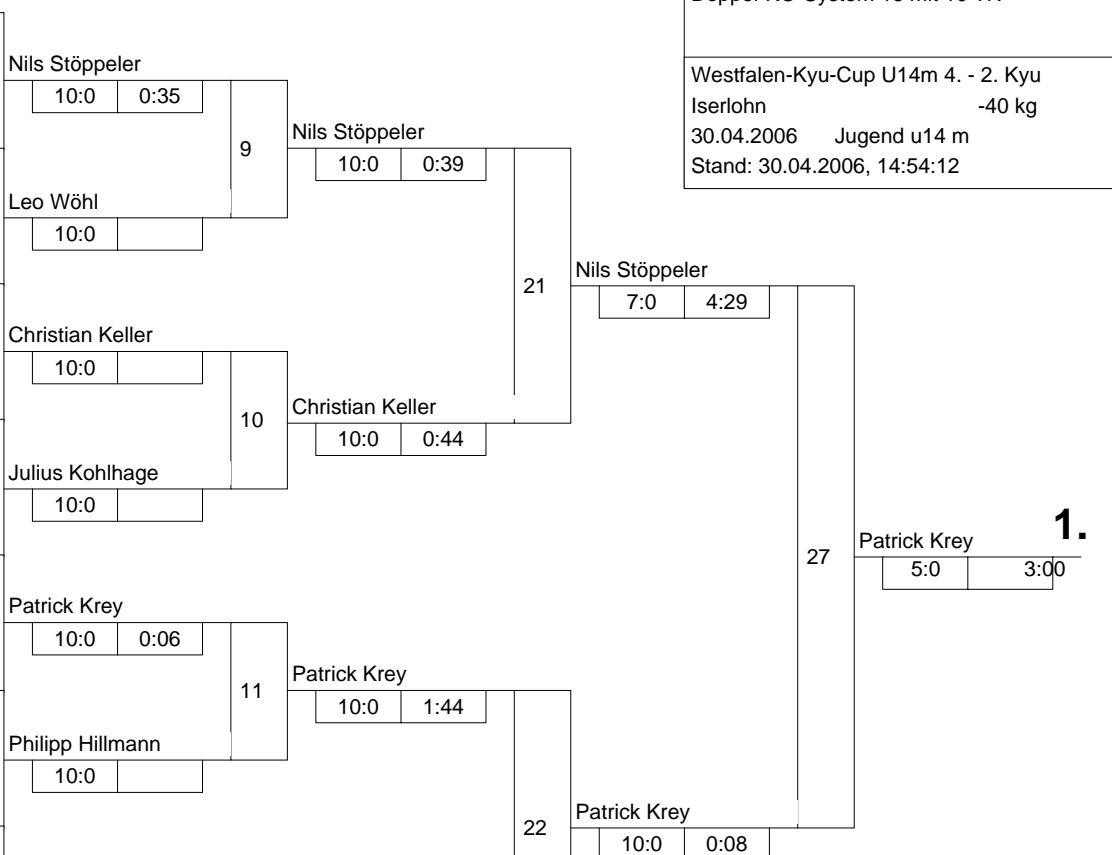 Westfalen-Kyu-Cup U14m 4. - 2. Kyu
Iserlohn -40 kg
30.04.2006 Jugend u14 m
Stand: 30.04.2006, 14:54:12
Nils Stöppeler
10:0 0:35
9
Nils Stöppeler
10:0 0:39
Leo Wöhl
10:0
21
Nils Stöppeler
7:0 4:29
Christian Keller
10:0
10
Christian Keller
10:0 0:44
Julius Kohlhage
10:0
27
1.
Patrick Krey
5:0 3:00
Patrick Krey
10:0 0:06
11
Patrick Krey
10:0 1:44
Philipp Hillmann
10:0
22
Patrick Krey
10:0 0:08